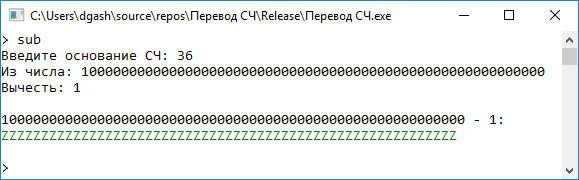 C:\Users\dgash\source\repos\Перевод СЧ\Release\Перевод СЧ.exe
> sub
Введите основание СЧ: 36
Из числа: 1000000000000000000000000000000000000000000000000000000000
Вычесть: 1
1000000000000000000000000000000000000000000000000000000000 - 1:
ZZZZZZZZZZZZZZZZZZZZZZZZZZZZZZZZZZZZZZZZZZZZZZZZZZZZZZZZZ
>